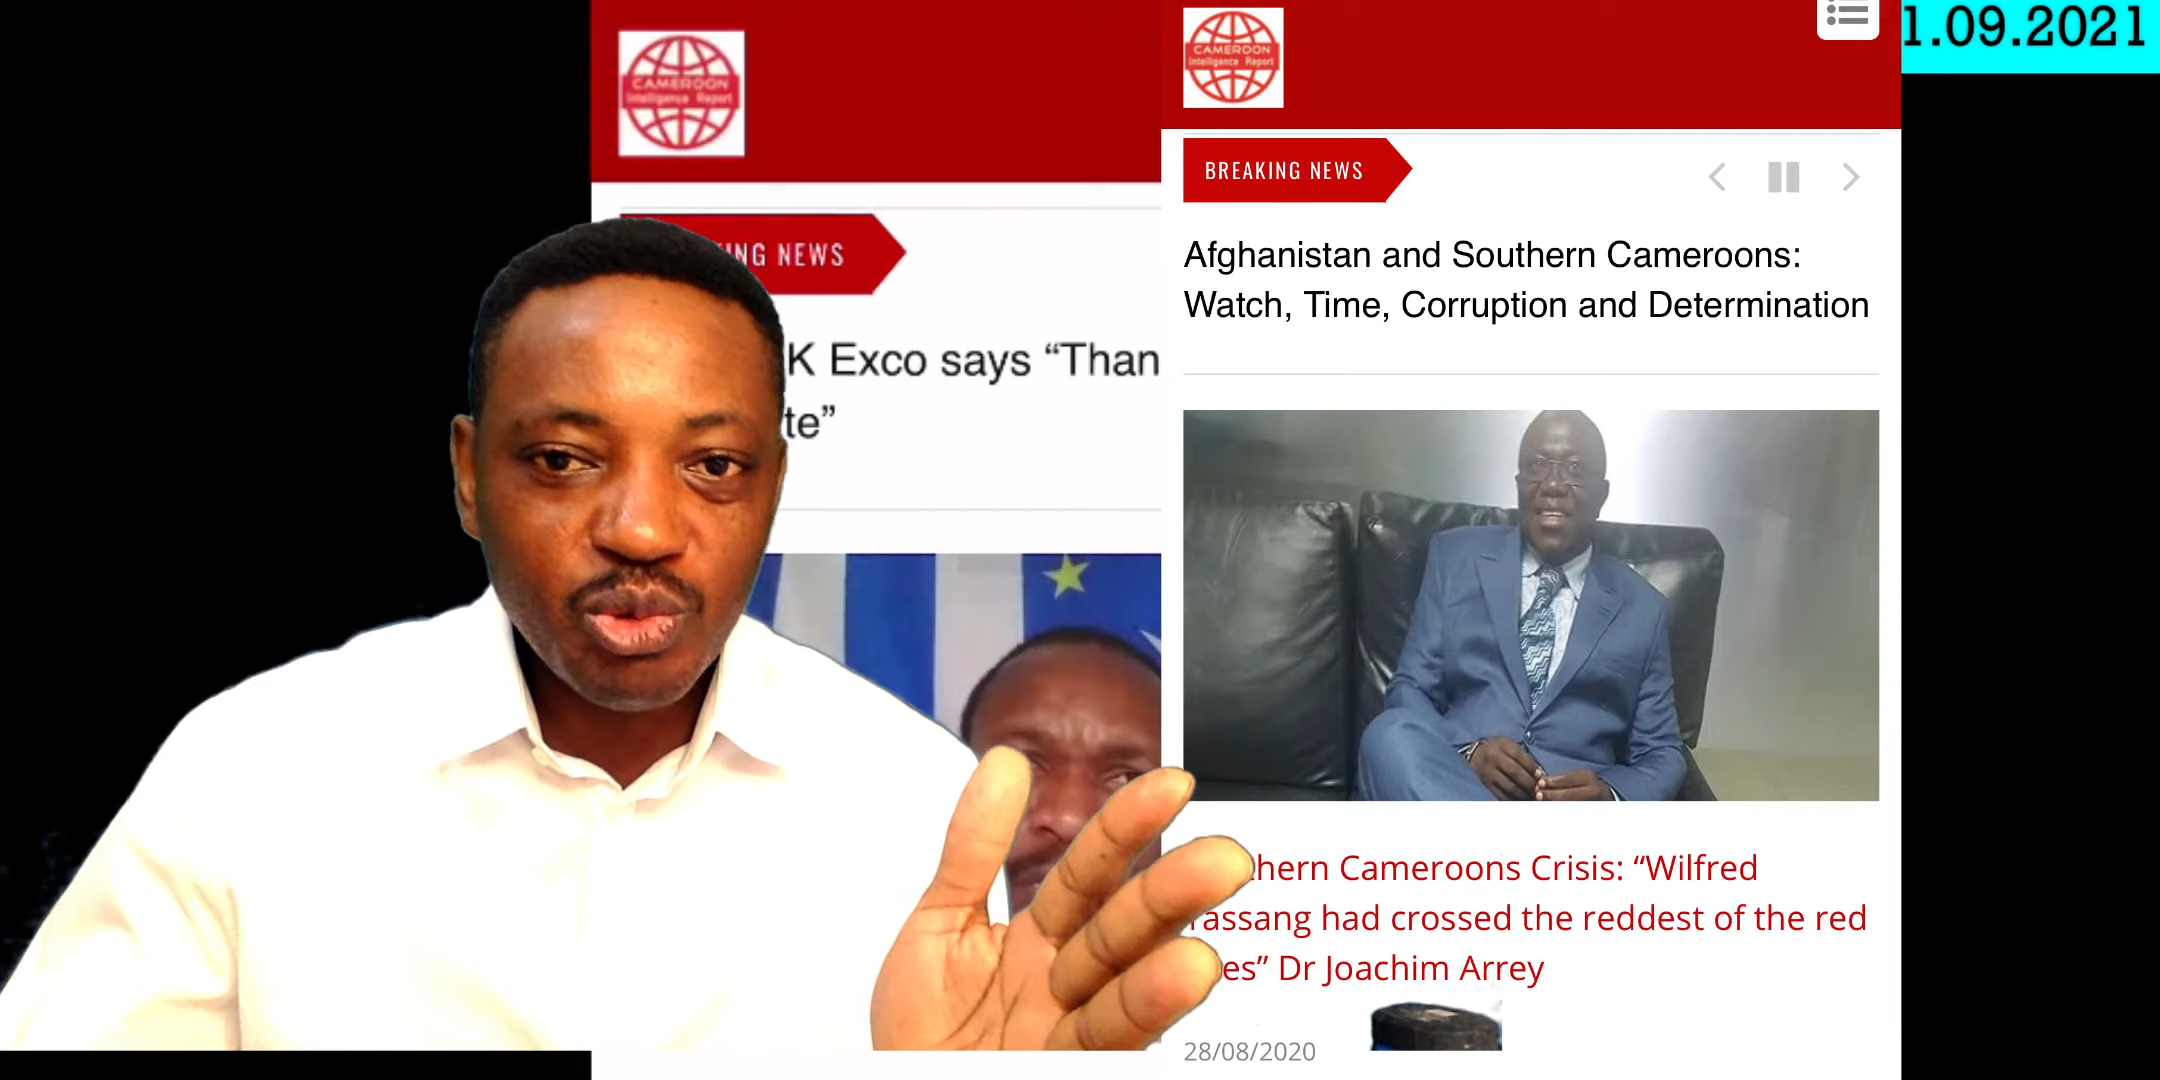 CAMEROON
Intelligence Report
NEWS
K Exco says “Than
te”
CAMEROON
Intelligence Report
1.09.2021
BREAKING NEWS
Afghanistan and Southern Cameroons:
Watch, Time, Corruption and Determination
hern Cameroons Crisis: “Wilfred
assang had crossed the reddest of the red
es” Dr Joachim Arrey
28/08/2020